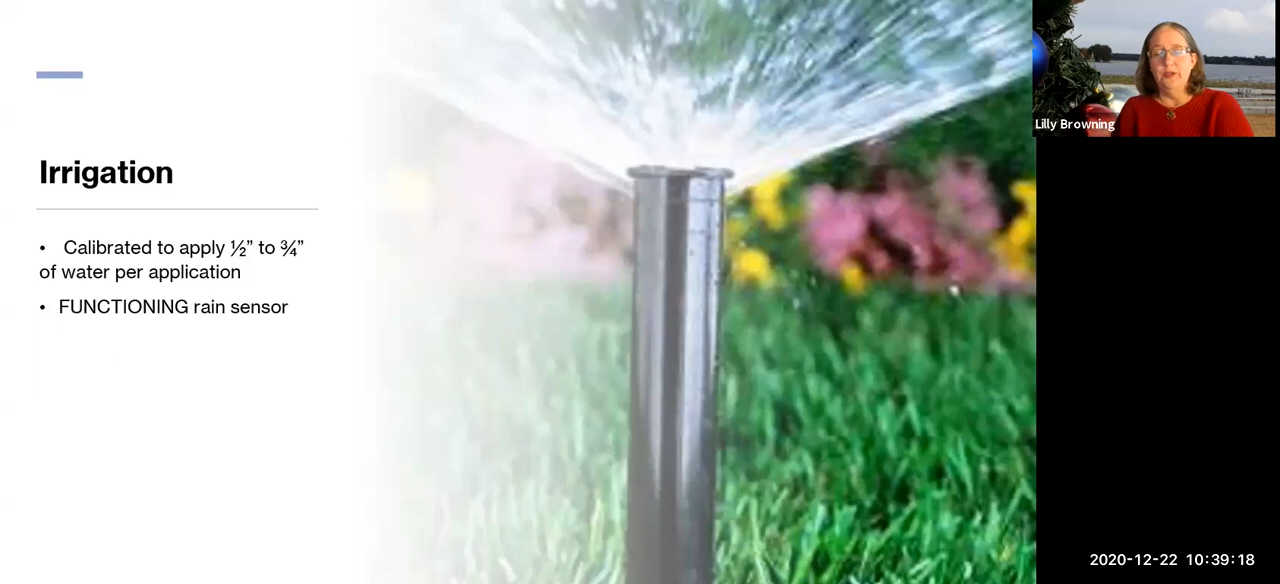 Irrigation
• Calibrated to apply ½” to ¾”
of water per application
• FUNCTIONING rain sensor
Lilly Browning
2020-12-22 10:39:18